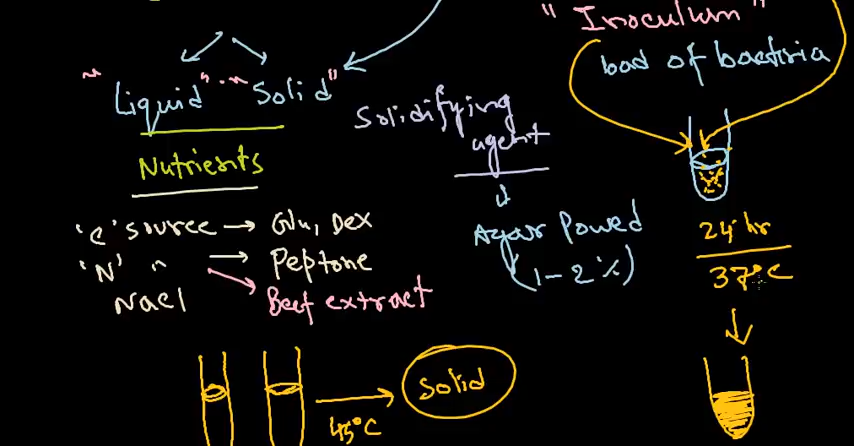 "Inoculum"
load of bacteria
"Liquid" "Solid"
Nutrients
Solidifying
agent
Agar Powed
(1-2%)
'C' source → Glu, Dex
'N' " → Peptone
Beef extract
Nacl
24 hr
37°C
45°C
Solid